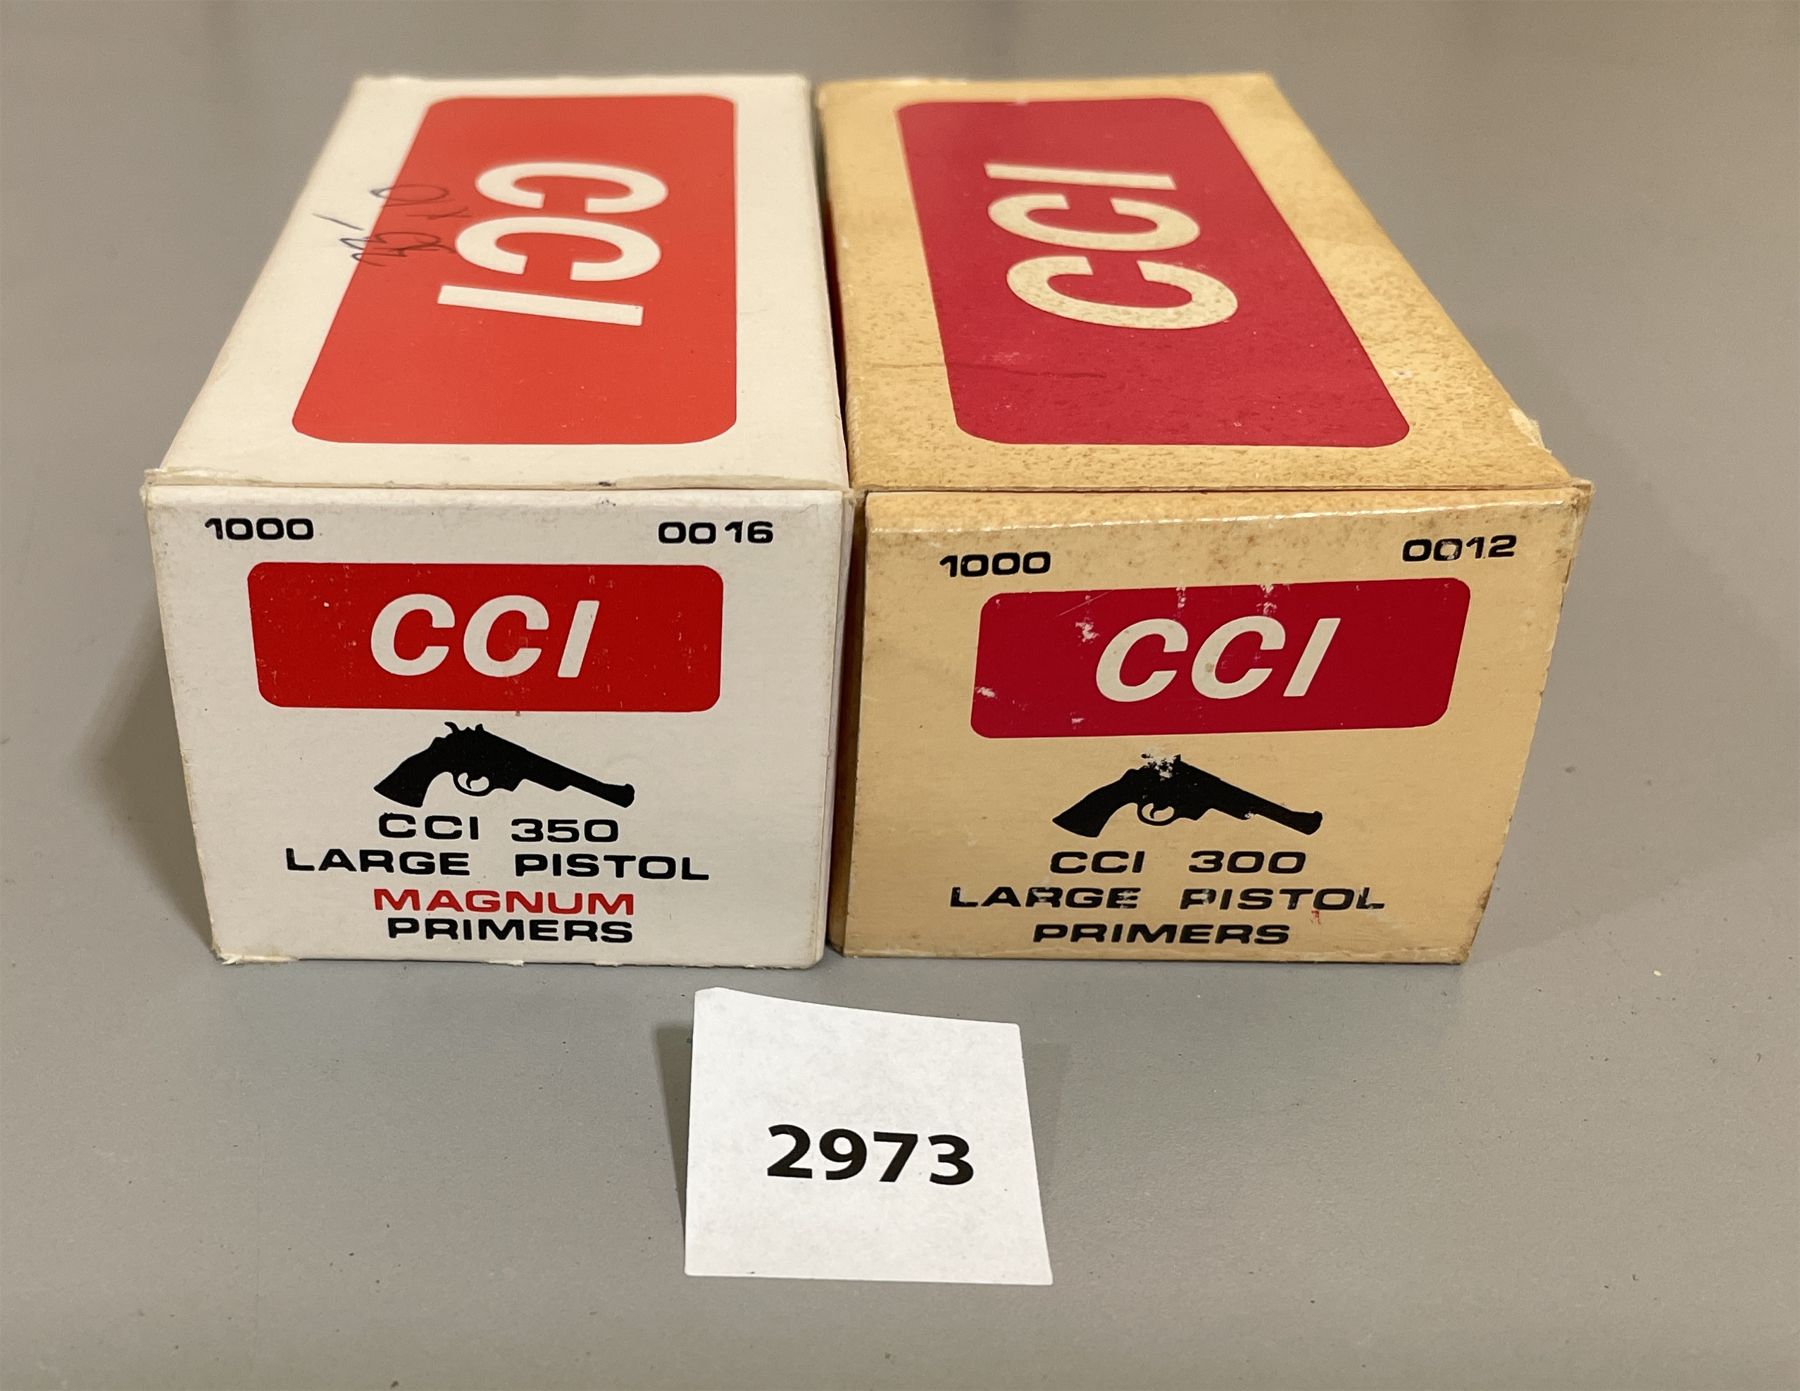 CCI
CCI
1000 0016
CCI
CCI 350
LARGE PISTOL
MAGNUM
PRIMERS
1000 0012
CCI
CCI 300
LARGE PISTOL
PRIMERS
2973